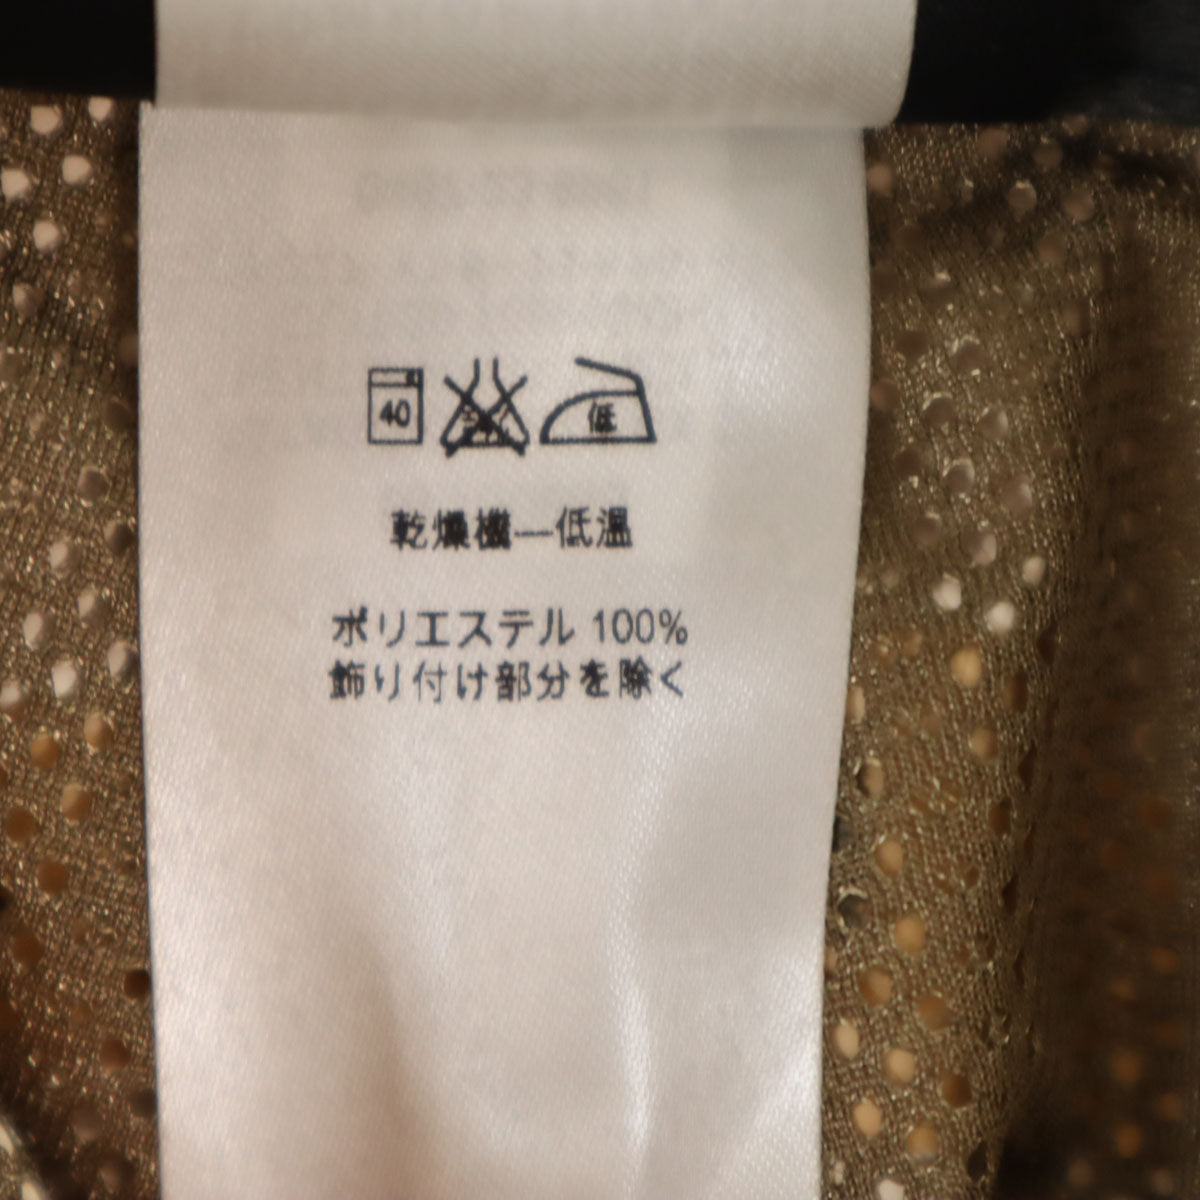 40 低
乾燥機—低温
ポリエステル 100%
飾り付け部分を除く